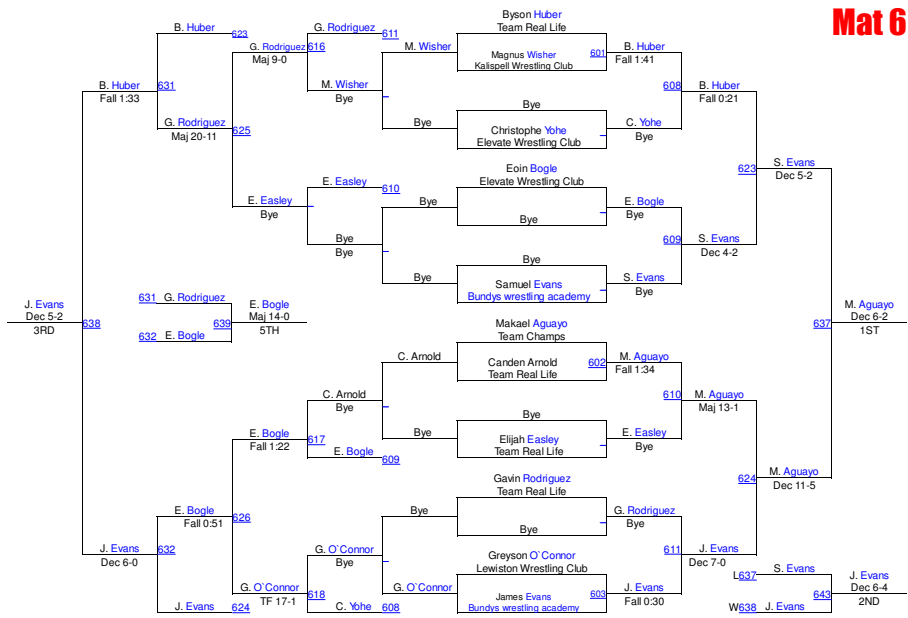 Mat 6
Byson Huber
Team Real Life
B. Huber
623
G. Rodriguez
611
G. Rodriguez
616
Maj 9-0
M. Wisher
Magnus Wisher
601
Kalispell Wrestling Club
B. Huber
Fall 1:41
B. Huber
631
Fall 1:33
M. Wisher
Bye
608
B. Huber
Fall 0:21
Bye
G. Rodriguez
625
Maj 20-11
Bye
Christophe Yohe
Elevate Wrestling Club
C. Yohe
Bye
Eoin Bogle
Elevate Wrestling Club
623
S. Evans
Dec 5-2
E. Easley
610
E. Easley
Bye
Bye
Bye
E. Bogle
Bye
Bye
Bye
609
S. Evans
Dec 4-2
Bye
Bye
Samuel Evans
Bundys wrestling academy
S. Evans
Bye
631
G. Rodriguez
E. Bogle
J. Evans
Dec 5-2
638
3RD
639
Maj 14-0
5TH
632
E. Bogle
M. Aguayo
637
Dec 6-2
1ST
Makael Aguayo
Team Champs
C. Arnold
Canden Arnold
602
Team Real Life
M. Aguayo
Fall 1:34
C. Arnold
Bye
610
M. Aguayo
Maj 13-1
Bye
E. Bogle
617
Fall 1:22
Bye
Elijah Easley
Team Real Life
E. Easley
Bye
E. Bogle
609
Gavin Rodriguez
Team Real Life
624
M. Aguayo
Dec 11-5
E. Bogle
626
Fall 0:51
Bye
Bye
G. Rodriguez
Bye
J. Evans
632
Dec 6-0
G. O`Connor
Bye
Greyson O`Connor
Lewiston Wrestling Club
611
J. Evans
Dec 7-0
L637
S. Evans
G. O`Connor
618
TF 17-1
G. O`Connor
James Evans
603
Bundys wrestling academy
J. Evans
Fall 0:30
J. Evans
643
Dec 6-4
2ND
J. Evans
624
C. Yohe
608
W638
J. Evans